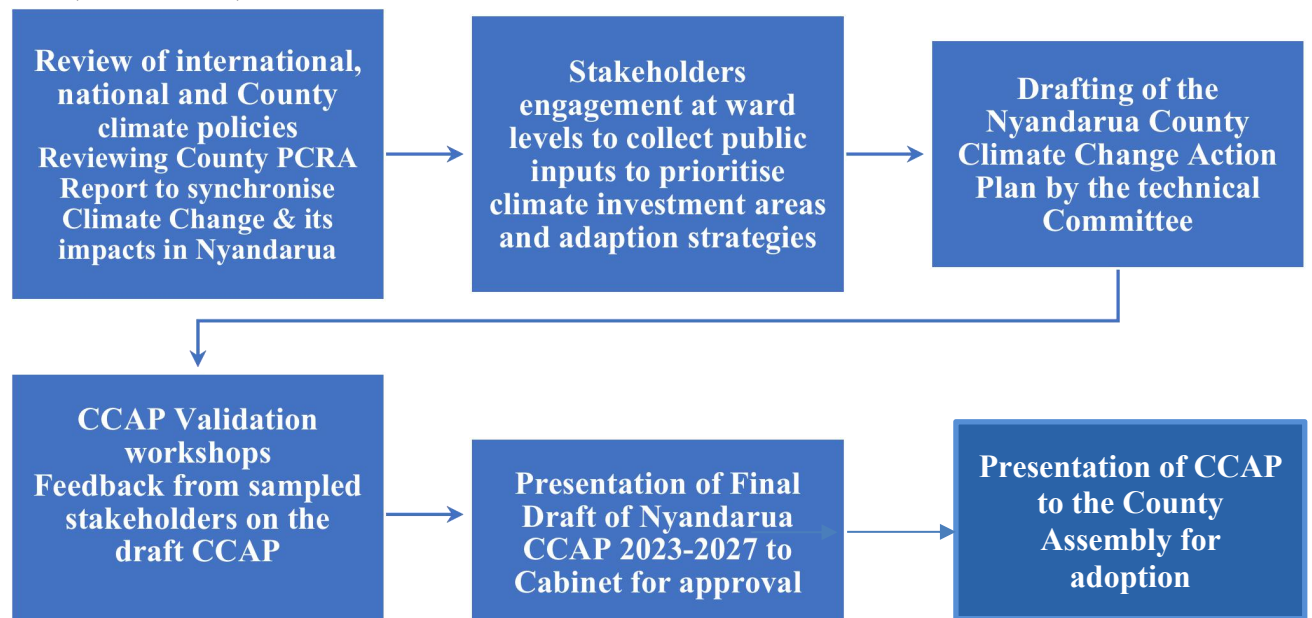 Review of international,
national and County
climate policies
Reviewing County PCRA
Report to synchronise
Climate Change & its
impacts in Nyandarua
Stakeholders
engagement at ward
levels to collect public
inputs to prioritise
climate investment areas
and adaption strategies
Drafting of the
Nyandarua County
Climate Change Action
Plan by the technical
Committee
CCAP Validation
workshops
Feedback from sampled
stakeholders on the
draft CCAP
Presentation of Final
Draft of Nyandarua
CCAP 2023-2027 to
Cabinet for approval
Presentation of CCAP
to the County
Assembly for
adoption